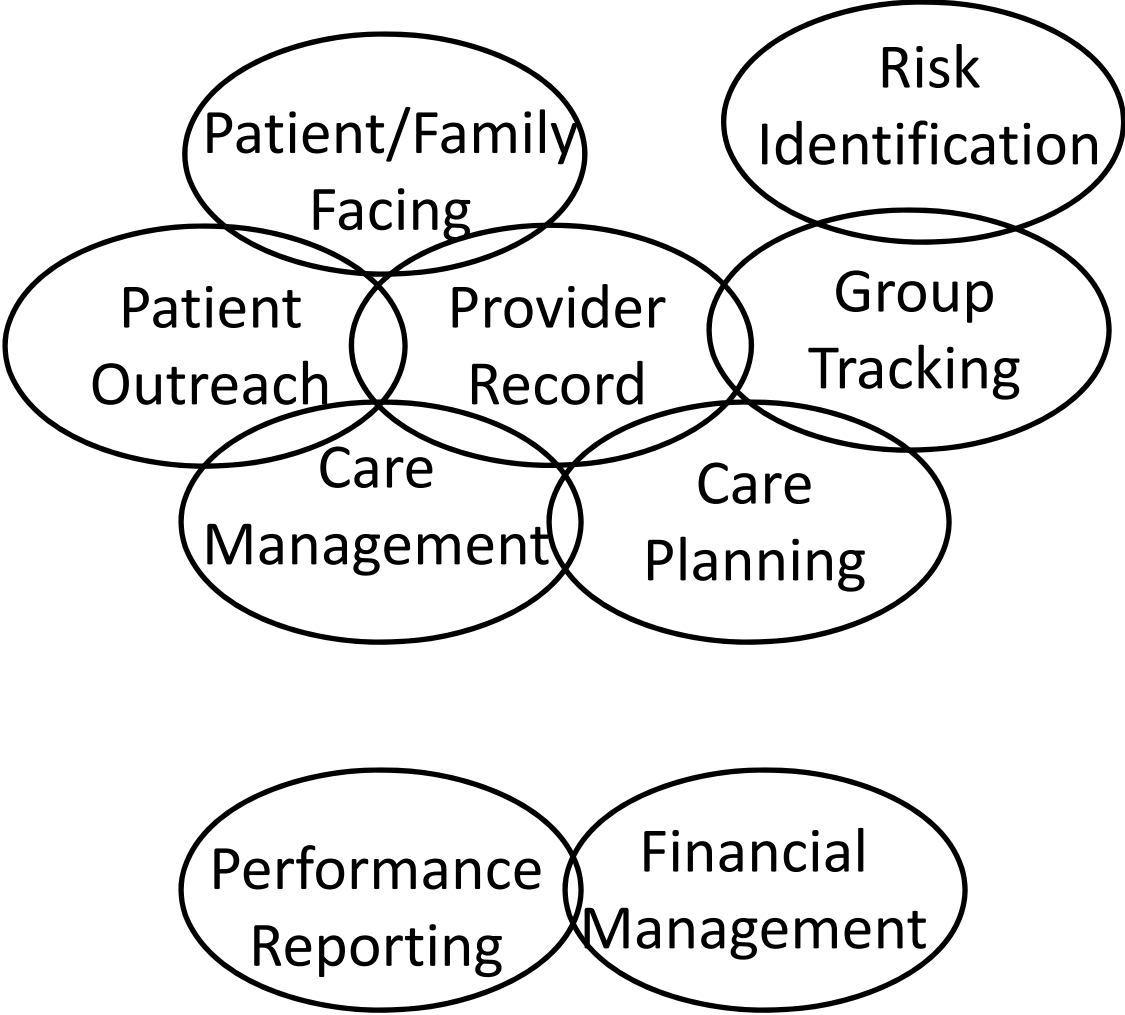 Patient/Family
Facing
Risk
Identification
Patient
Outreach
Provider
Record
Group
Tracking
Care
Management
Care
Planning
Performance
Reporting
Financial
Management